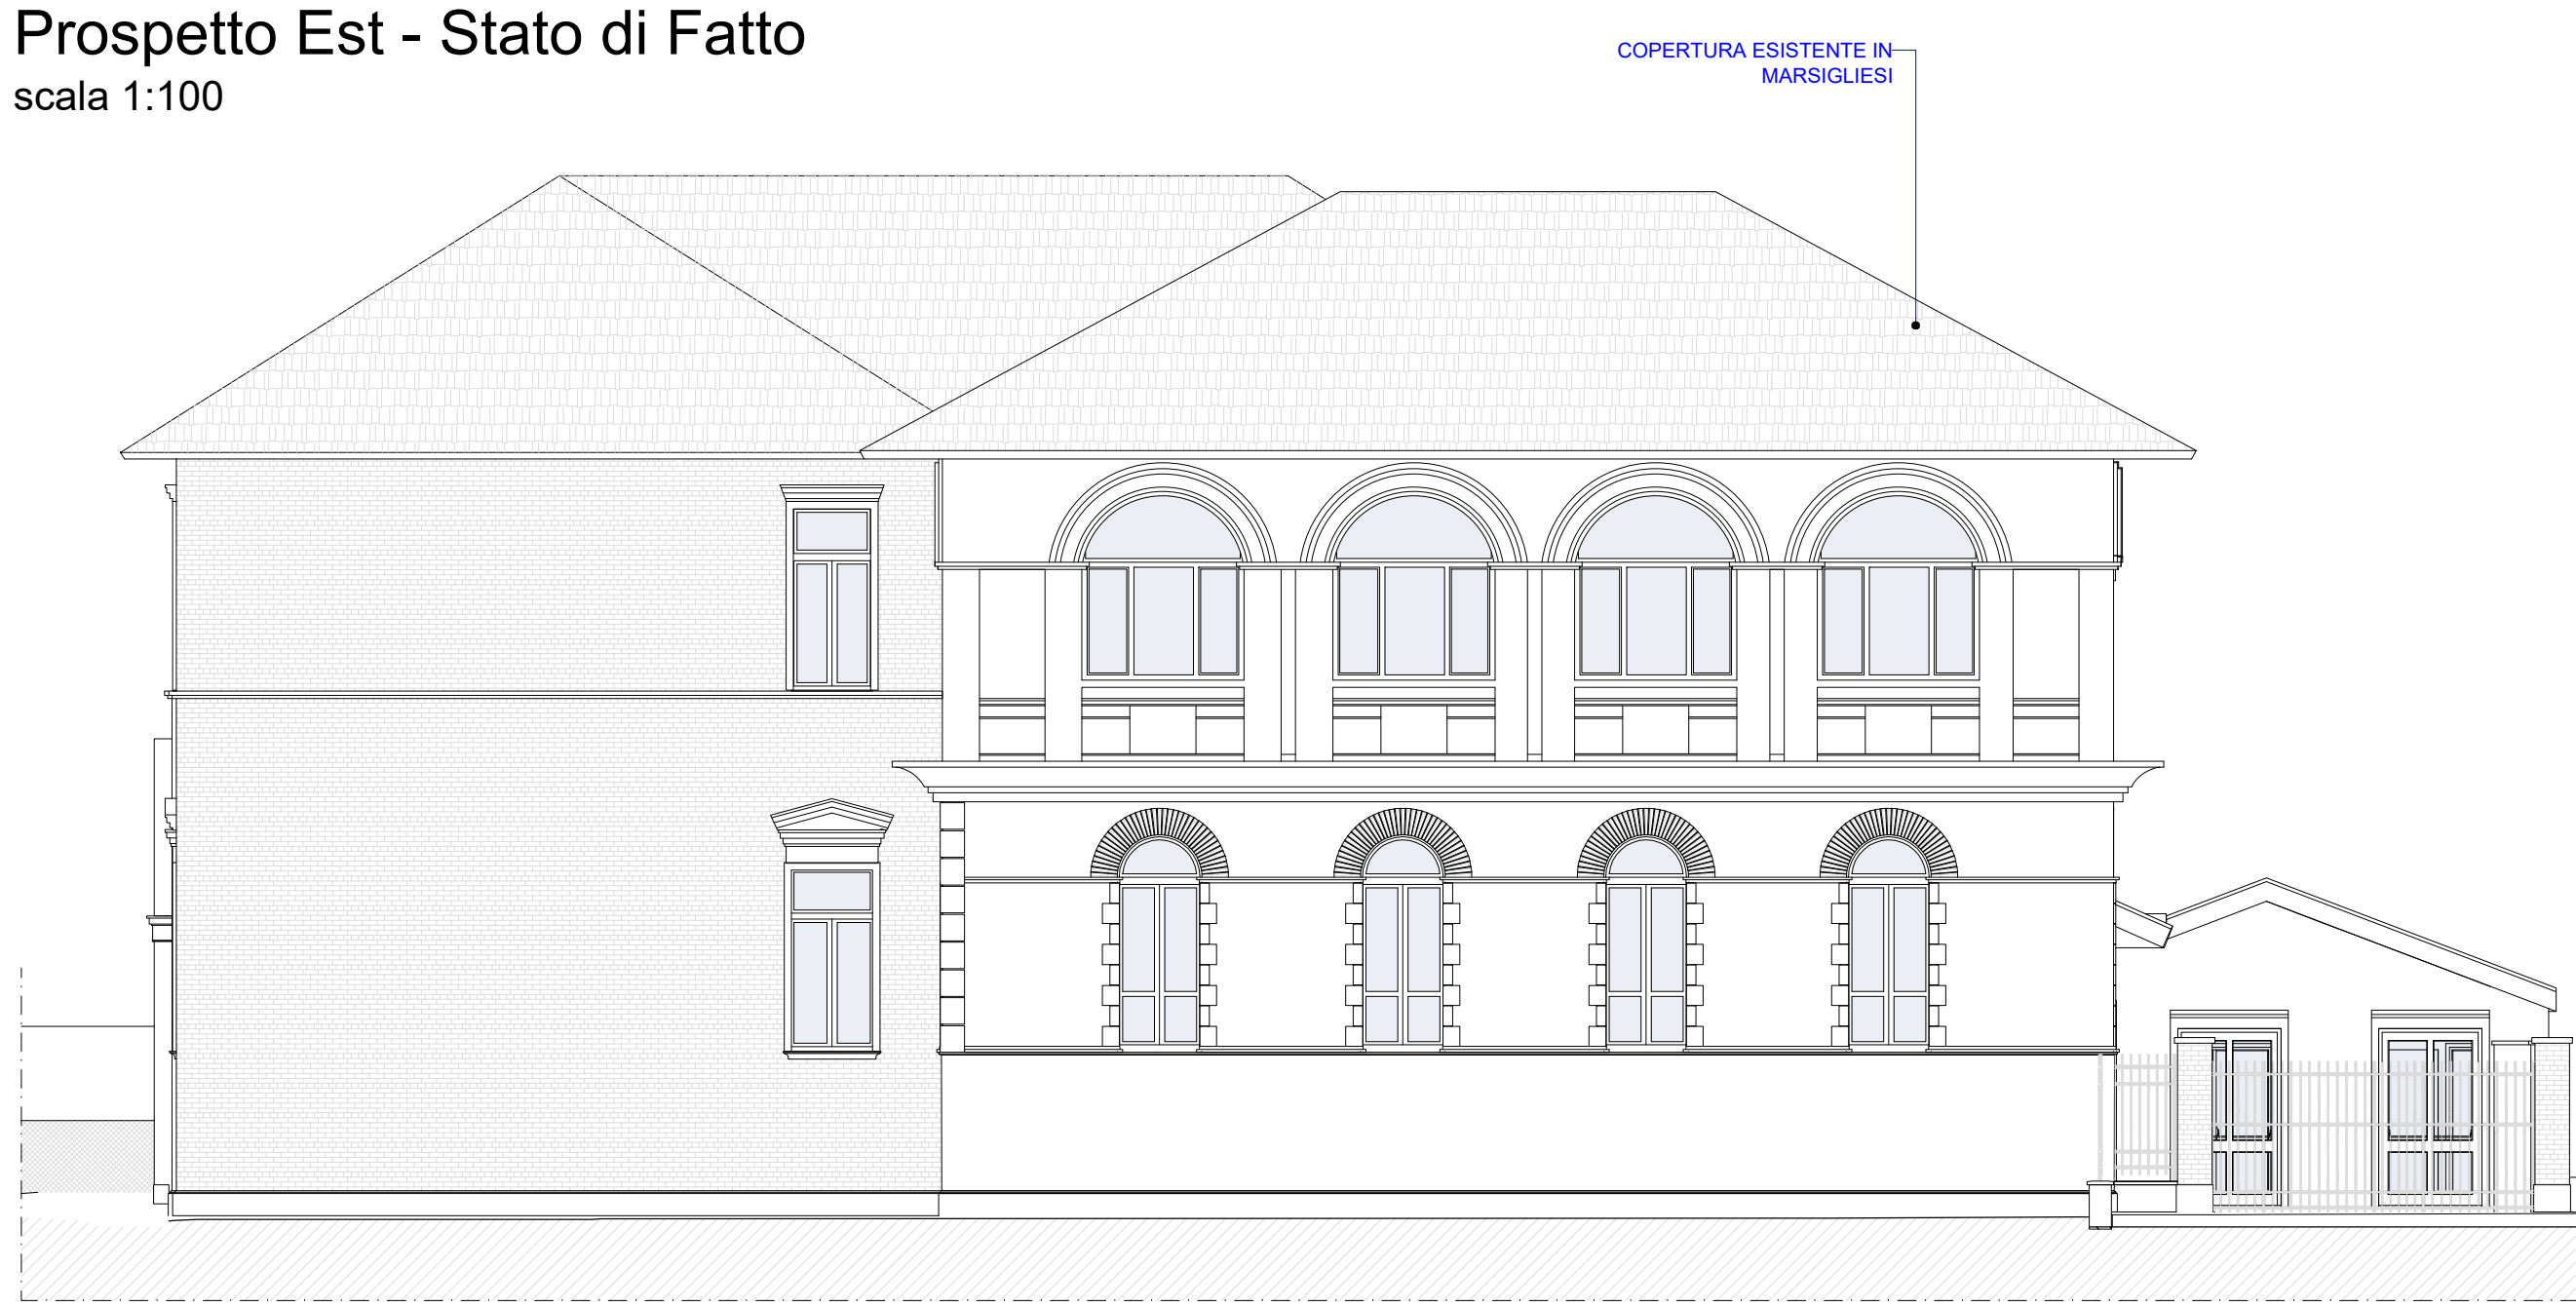 Prospetto Est - Stato di Fatto
scala 1:100
COPERTURA ESISTENTE IN
MARSIGLIESI